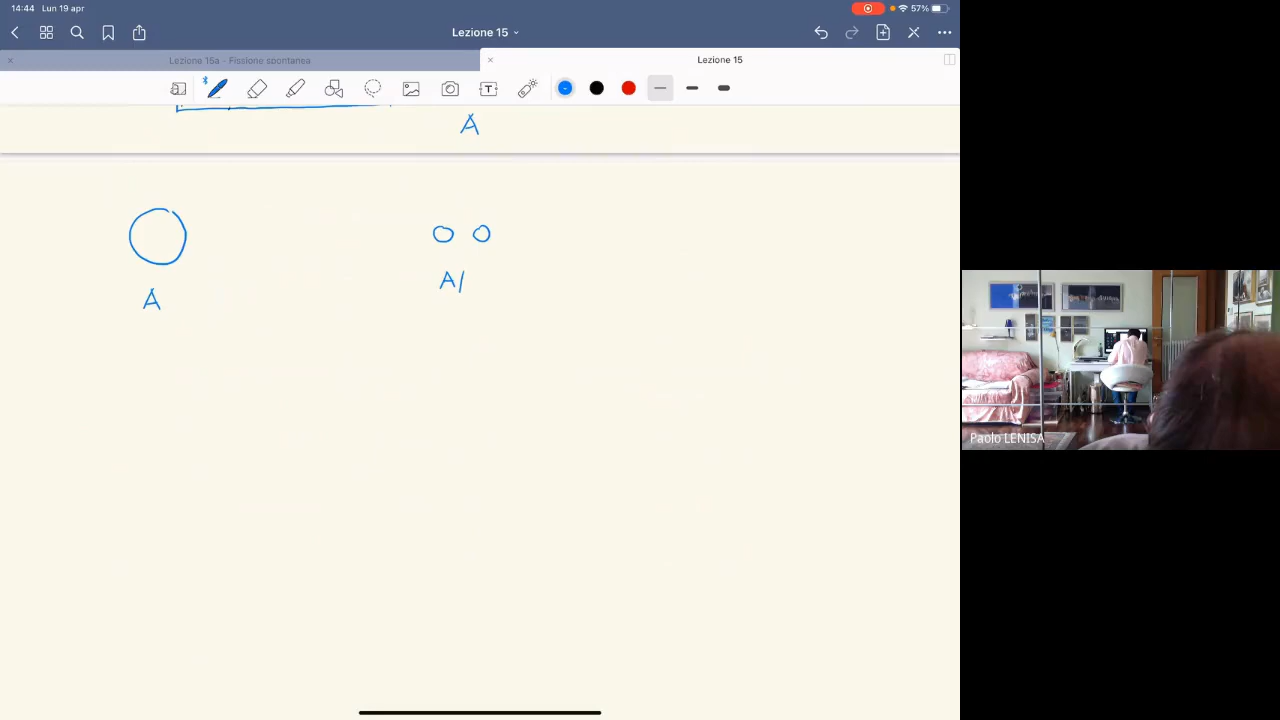 14:44 Lun 19 apr 57%
Lezione 15
Lezione 15a - Fissione spontanea
Lezione 15
T
A
A
A/
Paolo LENISA